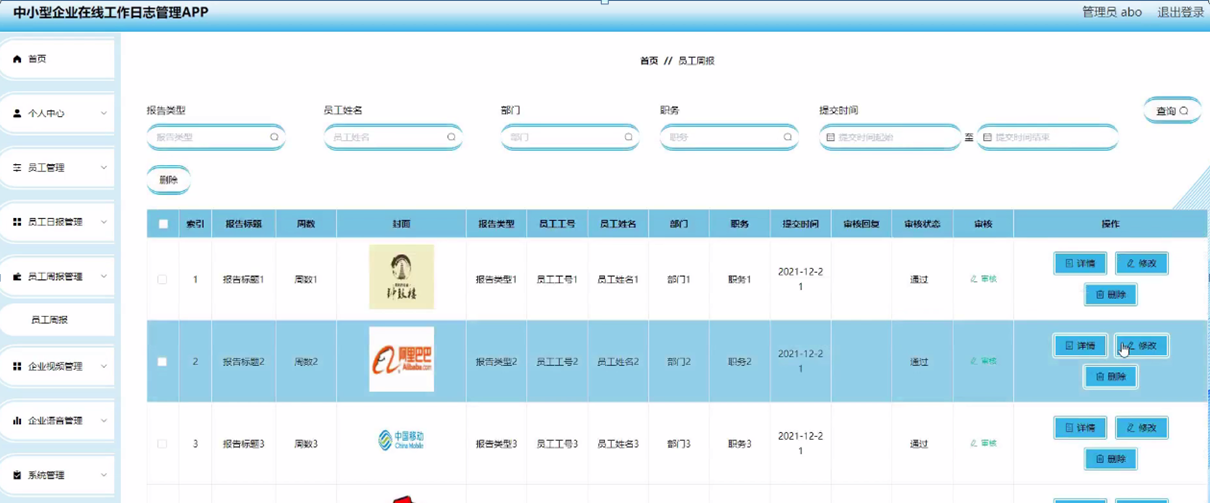 中小型企业在线工作日志管理APP
管理员 abo 退出登录
首页
个人中心
员工管理
员工日报管理
员工周报管理
员工周报
企业视频管理
企业语音管理
系统管理
首页 // 员工周报
报告类型 员工姓名 部门 职务 提交时间
报告类型 员工姓名 部门 职务 提交时间起始 至 提交时间结束
查询
删除
索引 报告标题 周数 封面 报告类型 员工工号 员工姓名 部门 职务 提交时间 审核回复 审核状态 审核 操作
1 报告标题1 周数1 钟鼓楼 报告类型1 员工工号1 员工姓名1 部门1 职务1 2021-12-2
1 通过 审核 详情 修改
删除
2 报告标题2 周数2 阿里巴巴 Alibaba.com 报告类型2 员工工号2 员工姓名2 部门2 职务2 2021-12-2
1 通过 审核 详情 修改
删除
3 报告标题3 周数3 中国移动 China Mobile 报告类型3 员工工号3 员工姓名3 部门3 职务3 2021-12-2
1 通过 审核 详情 修改
删除